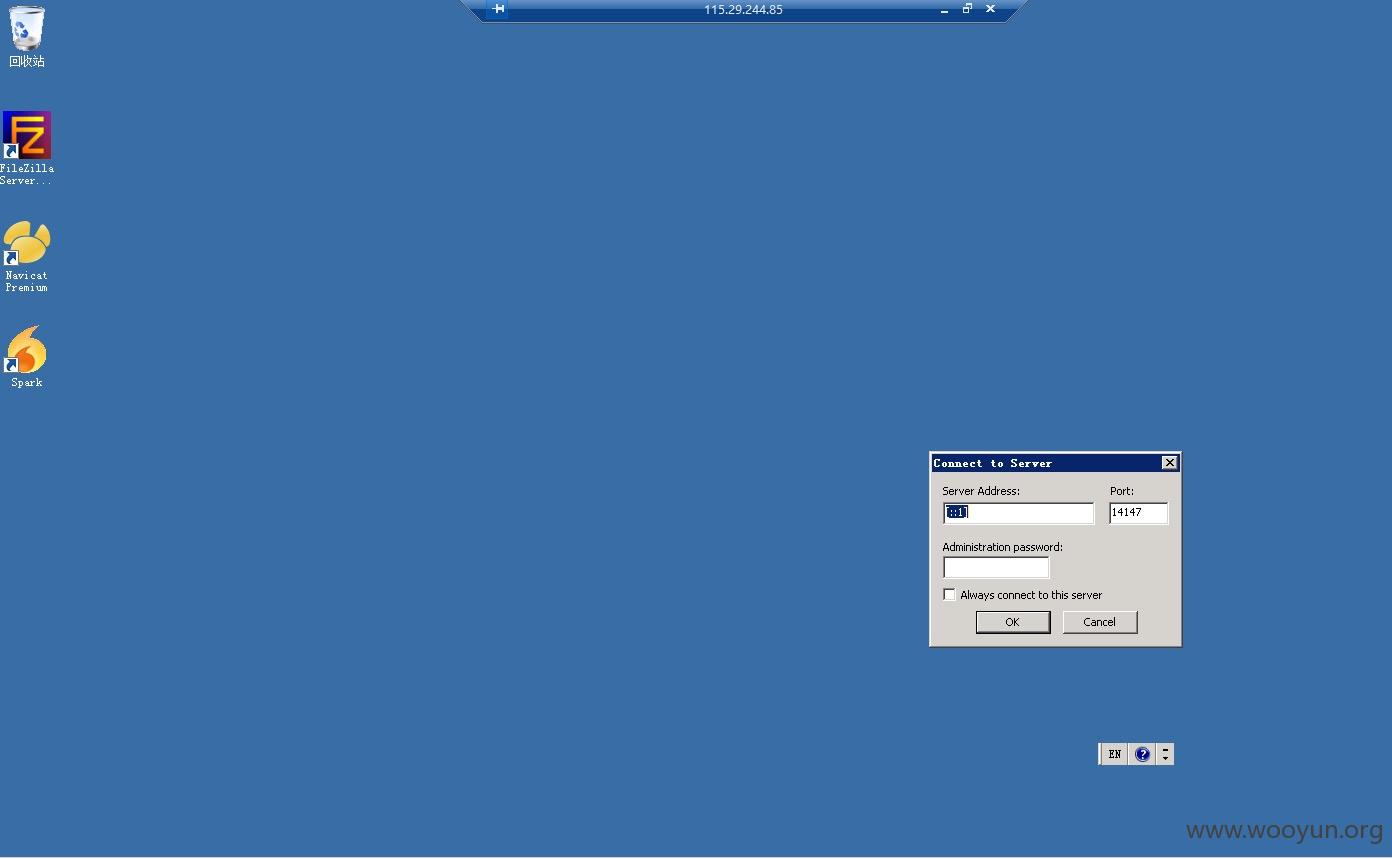 115.29.244.85
回收站
FileZilla
Server...
Navicat
Premium
Spark
Connect to Server
Server Address:
Port:
[::1]
14147
Administration password:
Always connect to this server
OK
Cancel
EN
www.wooyun.org